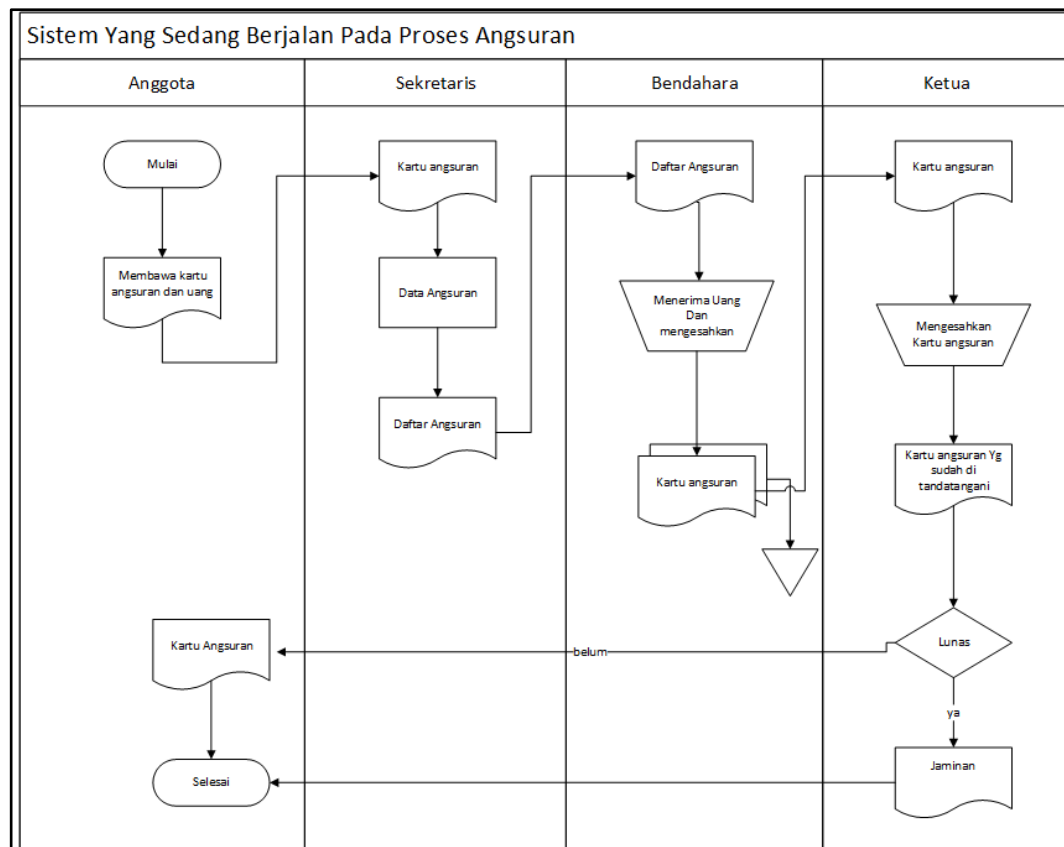 Sistem Yang Sedang Berjalan Pada Proses Angsuran
Anggota
Sekretaris
Bendahara
Ketua
Mulai
Membawa kartu
angsuran dan uang
Kartu angsuran
Data Angsuran
Daftar Angsuran
Daftar Angsuran
Menerima Uang
Dan
mengesahkan
Kartu angsuran
Kartu angsuran
Mengesahkan
Kartu angsuran
Kartu angsuran Yg
sudah di
tandatangani
Lunas
belum
ya
Kartu Angsuran
Jaminan
Selesai